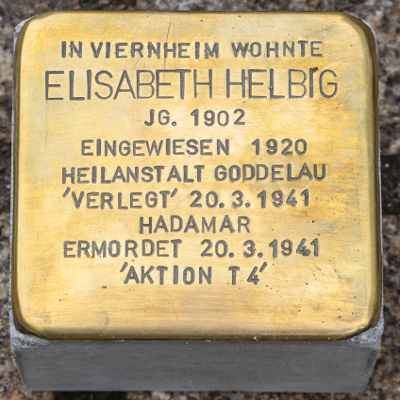 IN VIERNHEIM WOHNTE
ELISABETH HELBIG
JG. 1902
EINGEWIESEN 1920
HEILANSTALT GODDELAU
'VERLEGT' 20.3.1941
HADAMAR
ERMORDET 20.3.1941
'AKTION T4'